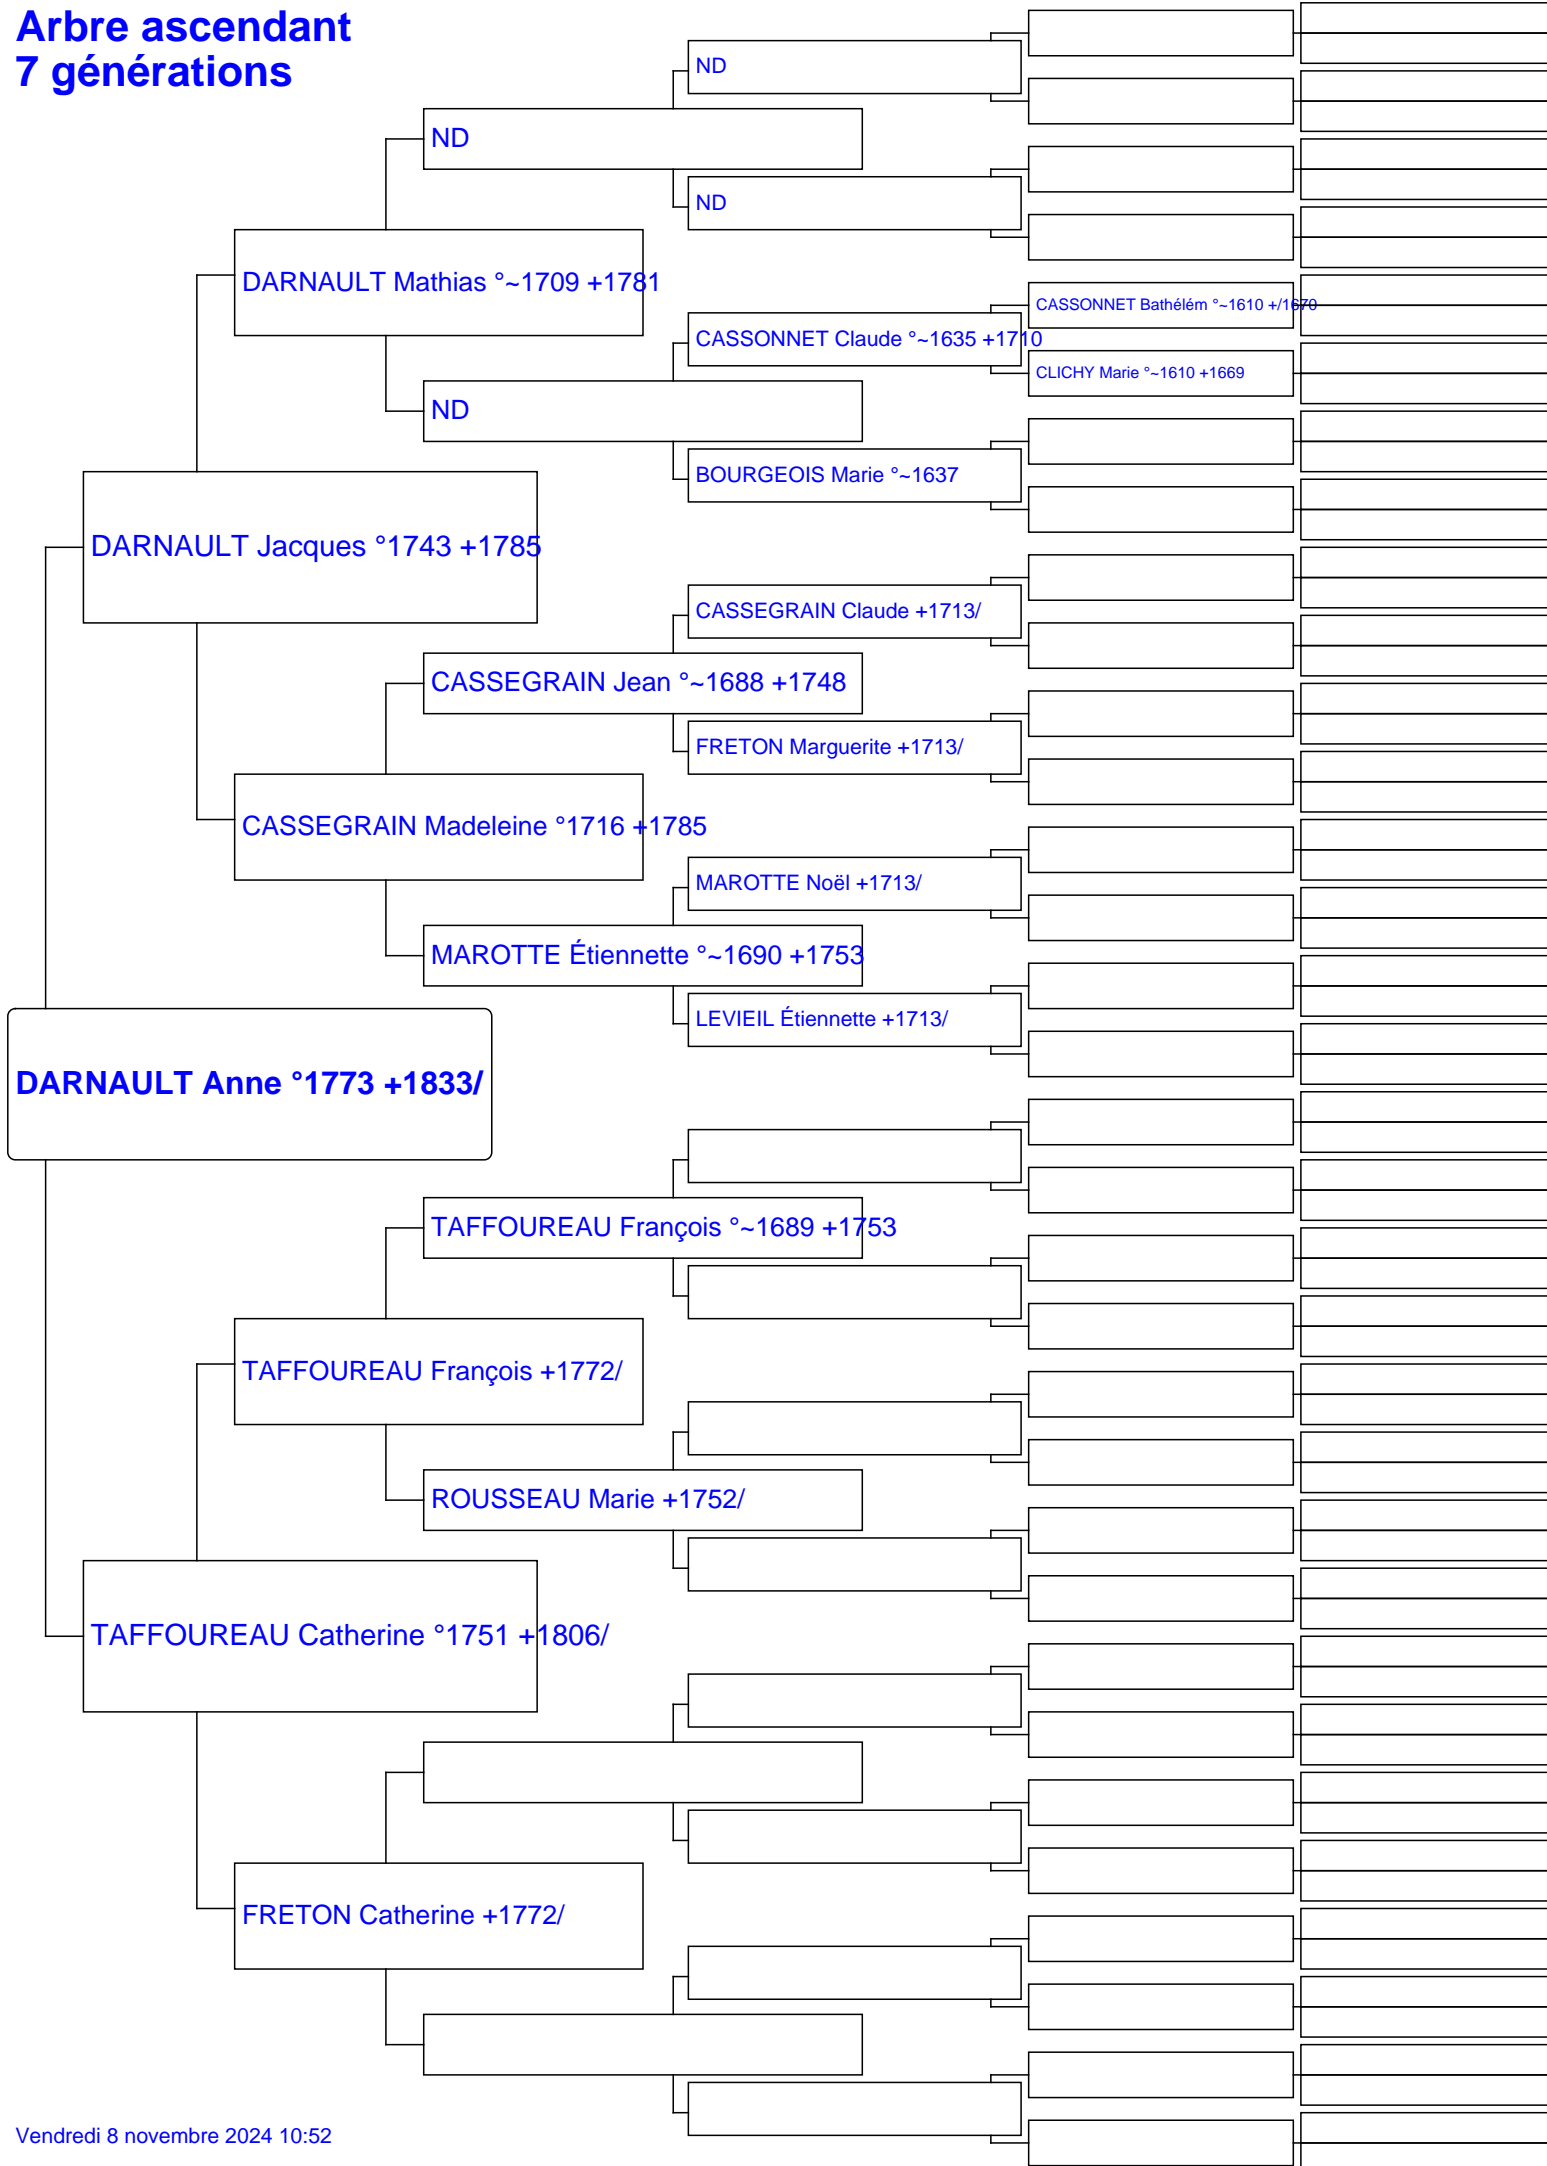 Arbre ascendant
7 générations
ND
ND
ND
DARNAULT Mathias °~1709 +1781
CASSONNET Bathélém °~1610 +/1670
CASSONNET Claude °~1635 +1710
CLICHY Marie °~1610 +1669
ND
BOURGEOIS Marie °~1637
DARNAULT Jacques °1743 +1785
CASSEGRAIN Claude +1713/
CASSEGRAIN Jean °~1688 +1748
FRETON Marguerite +1713/
CASSEGRAIN Madeleine °1716 +1785
MAROTTE Noël +1713/
MAROTTE Étiennette °~1690 +1753
LEVIEIL Étiennette +1713/
DARNAULT Anne °1773 +1833/
TAFFOUREAU François °~1689 +1753
TAFFOUREAU François +1772/
ROUSSEAU Marie +1752/
TAFFOUREAU Catherine °1751 +1806/
FRETON Catherine +1772/
Vendredi 8 novembre 2024 10:52